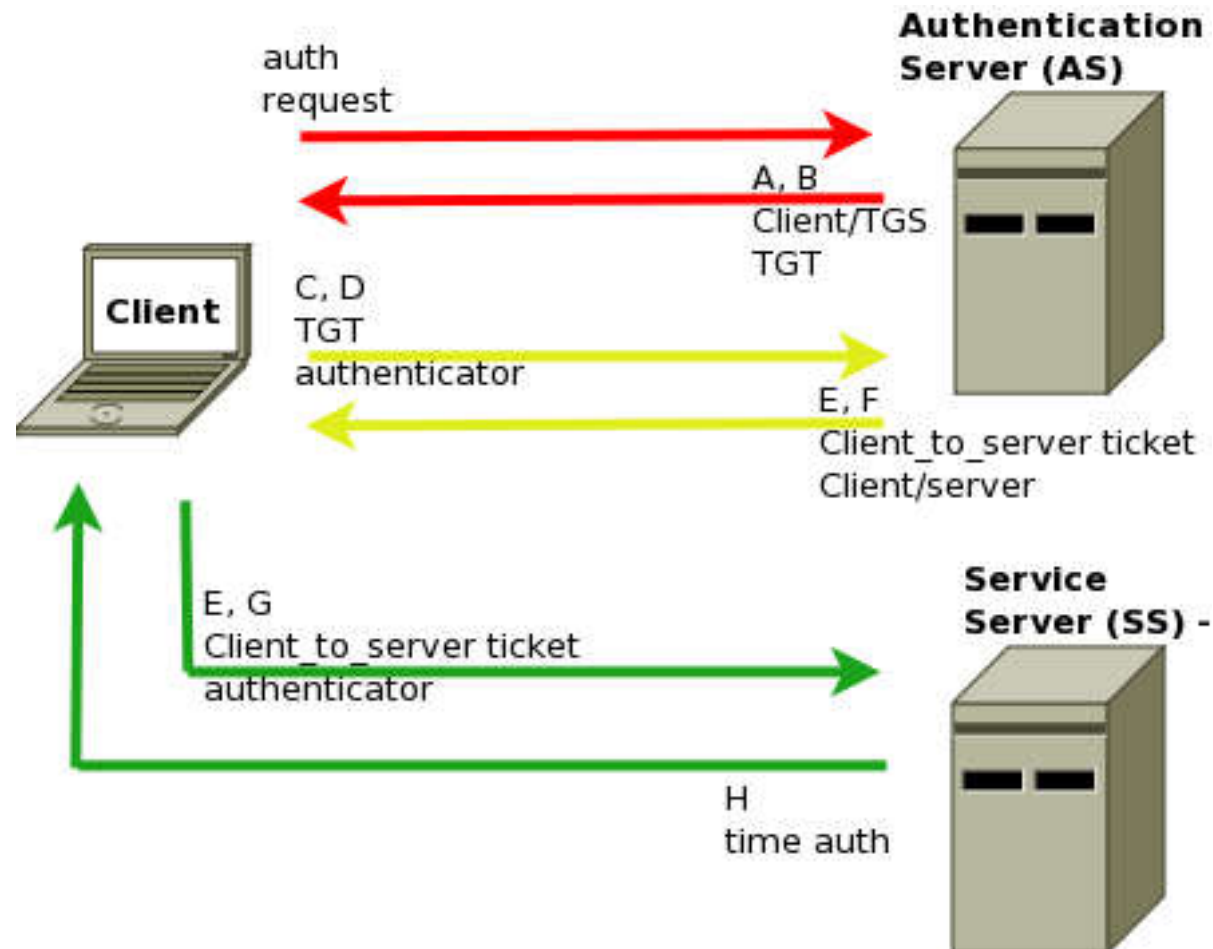 Authentication
Server (AS)
auth
request
A, B
Client/TGS
TGT
Client
C, D
TGT
authenticator
E, F
Client_to_server ticket
Client/server
E, G
Client_to_server ticket
authenticator
Service
Server (SS) -
H
time auth